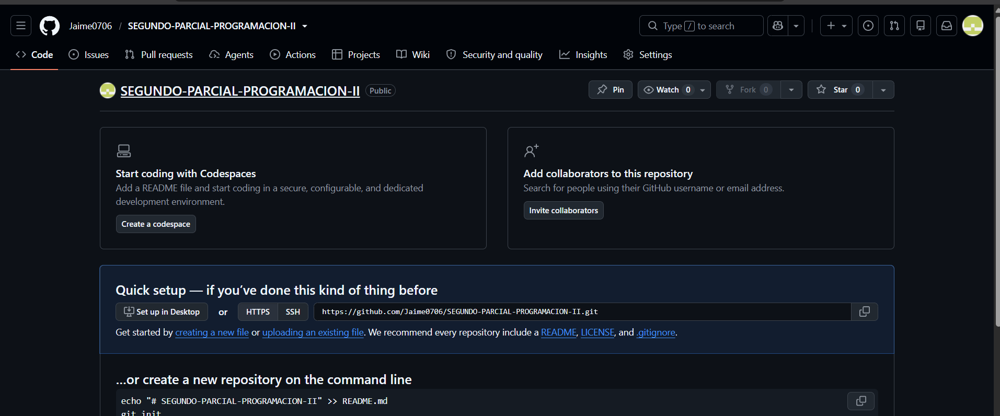 Jaime0706 / SEGUNDO-PARCIAL-PROGRAMACION-II
Type / to search
Code Issues Pull requests Agents Actions Projects Wiki Security and quality Insights Settings
SEGUNDO-PARCIAL-PROGRAMACION-II Public
Pin Watch 0 Fork 0 Star 0
Start coding with Codespaces
Add a README file and start coding in a secure, configurable, and dedicated
development environment.
Create a codespace
Add collaborators to this repository
Search for people using their GitHub username or email address.
Invite collaborators
Quick setup — if you’ve done this kind of thing before
Set up in Desktop or HTTPS SSH https://github.com/Jaime0706/SEGUNDO-PARCIAL-PROGRAMACION-II.git
Get started by creating a new file or uploading an existing file. We recommend every repository include a README, LICENSE, and .gitignore.
…or create a new repository on the command line
echo "# SEGUNDO-PARCIAL-PROGRAMACION-II" >> README.md
git init